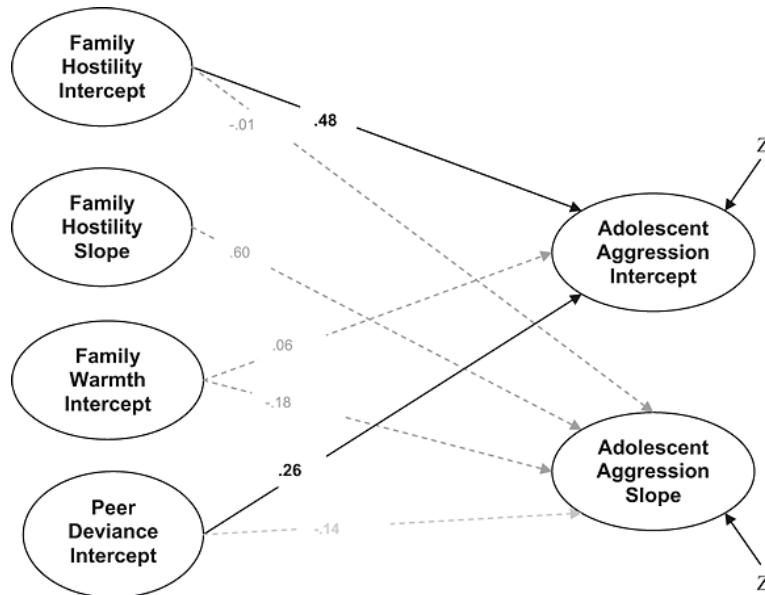 Family
Hostility
Intercept
-.01
.48
Z
Family
Hostility
Slope
.60
Adolescent
Aggression
Intercept
Family
Warmth
Intercept
.06
-.18
Adolescent
Aggression
Slope
Peer
Deviance
Intercept
.26
-.14
Z